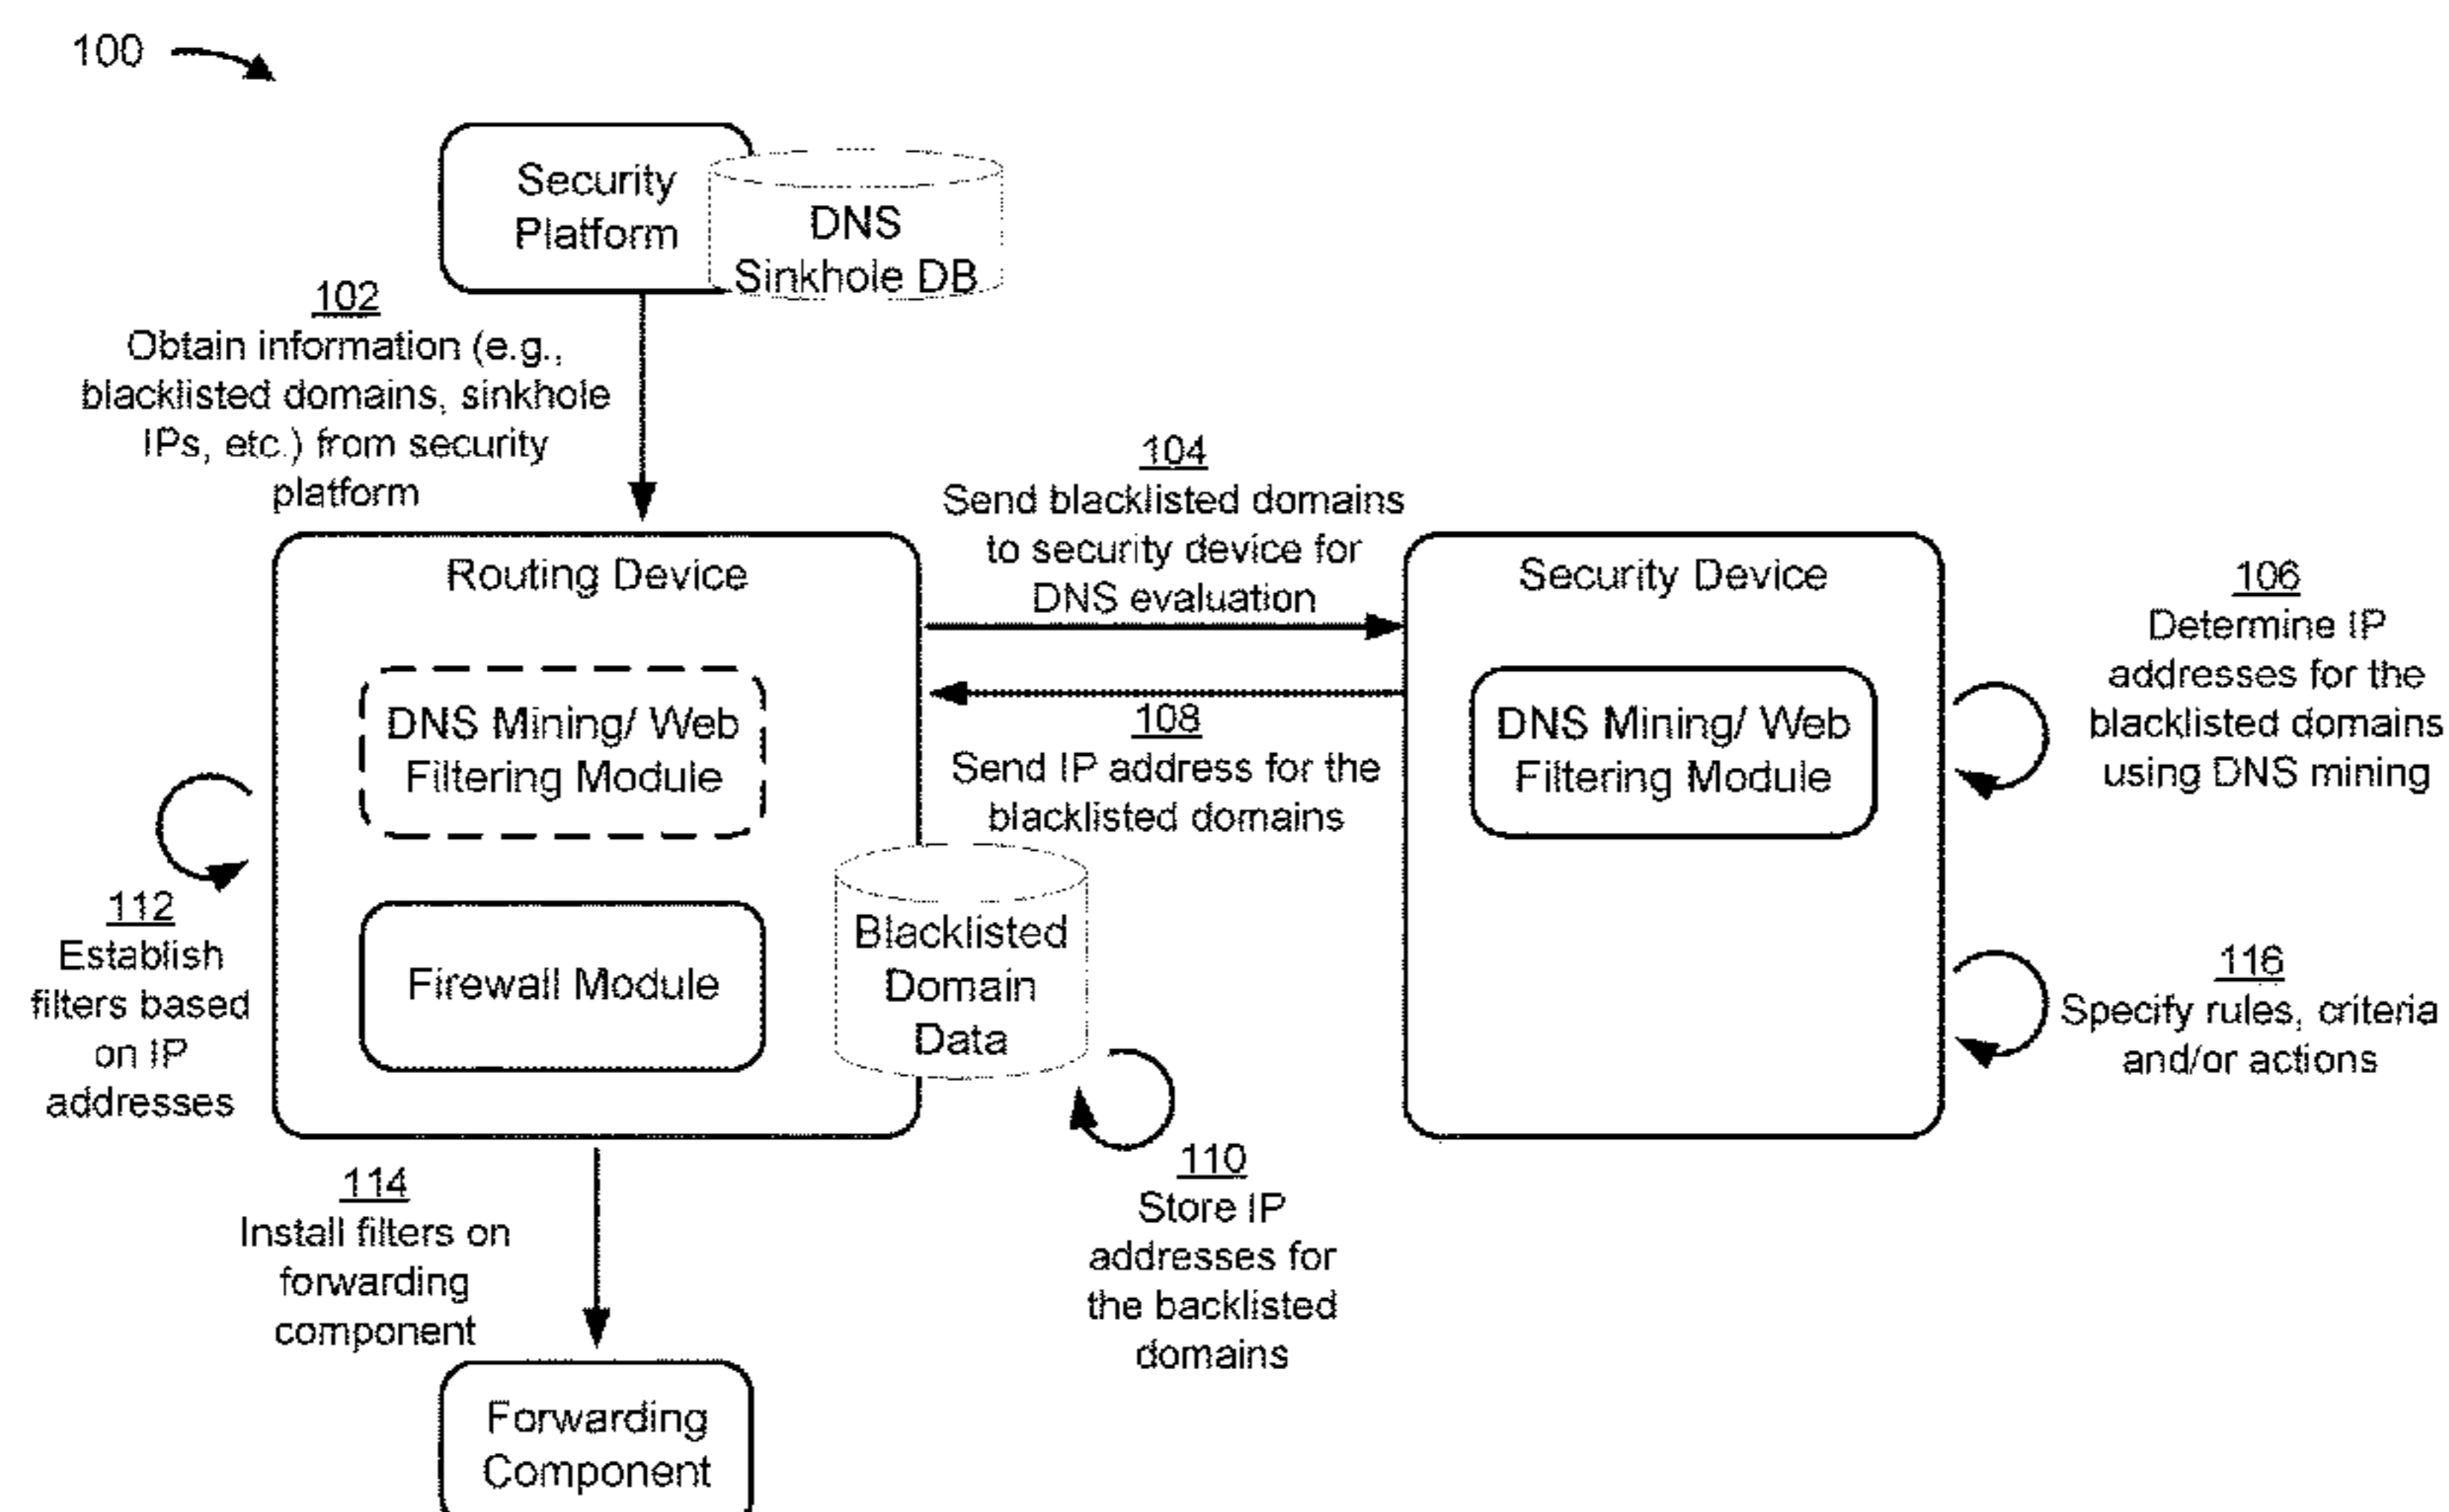 100
Security
Platform
DNS
Sinkhole DB
102
Obtain information (e.g.,
blacklisted domains, sinkhole
IPs, etc.) from security
platform
104
Send blacklisted domains
to security device for
DNS evaluation
Routing Device
Security Device
106
Determine IP
addresses for the
blacklisted domains
using DNS mining
DNS Mining/ Web
Filtering Module
108
Send IP address for the
blacklisted domains
DNS Mining/ Web
Filtering Module
112
Establish
filters based
on IP
addresses
Firewall Module
Blacklisted
Domain
Data
116
Specify rules, criteria
and/or actions
110
Store IP
addresses for
the backlisted
domains
114
Install filters on
forwarding
component
Forwarding
Component